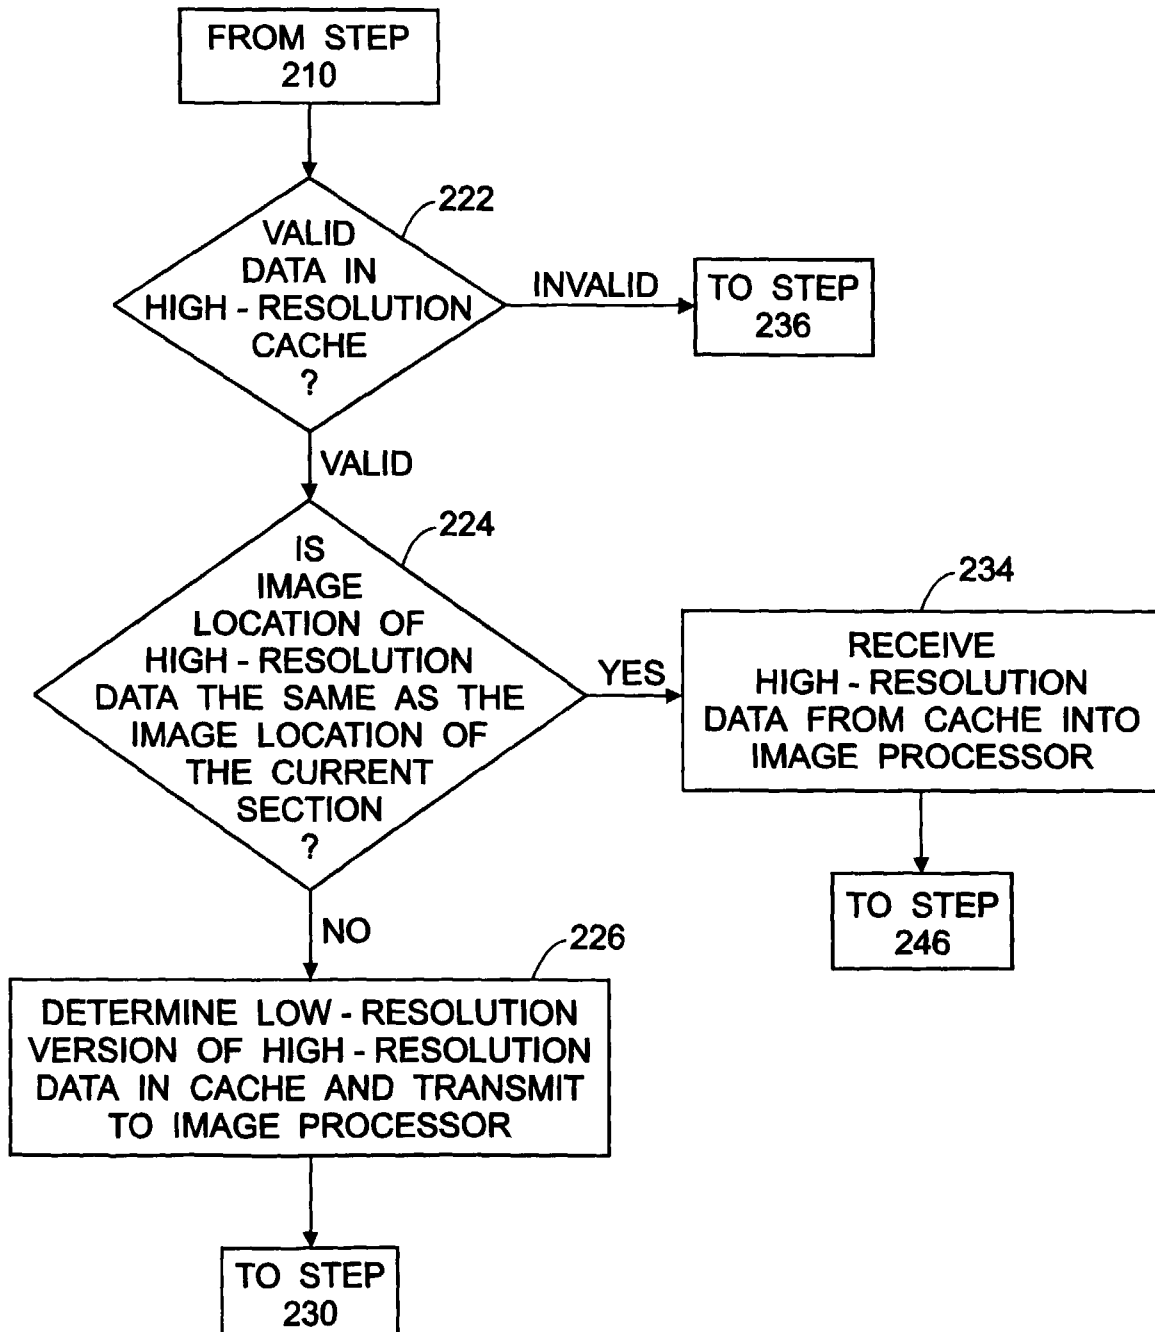 FROM STEP
210
222
VALID
DATA IN
HIGH - RESOLUTION
CACHE
?
INVALID
TO STEP
236
VALID
224
IS
IMAGE
LOCATION OF
HIGH - RESOLUTION
DATA THE SAME AS THE
IMAGE LOCATION OF
THE CURRENT
SECTION
?
YES
234
RECEIVE
HIGH - RESOLUTION
DATA FROM CACHE INTO
IMAGE PROCESSOR
TO STEP
246
NO
226
DETERMINE LOW - RESOLUTION
VERSION OF HIGH - RESOLUTION
DATA IN CACHE AND TRANSMIT
TO IMAGE PROCESSOR
TO STEP
230